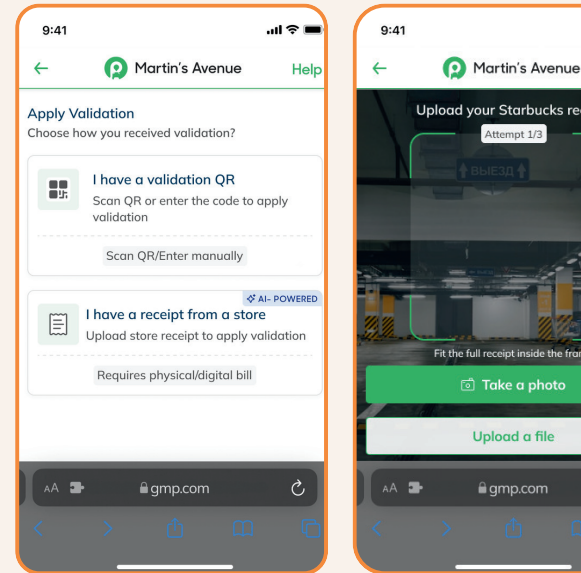 9:41
Martin's Avenue
Help
Apply Validation
Choose how you received validation?
I have a validation QR
Scan QR or enter the code to apply
validation
Scan QR/Enter manually
AI- POWERED
I have a receipt from a store
Upload store receipt to apply validation
Requires physical/digital bill
AA
gmp.com
9:41
Martin's Avenue
Upload your Starbucks re
Attempt 1/3
ВЫЕЗД
Fit the full receipt inside the fra
Take a photo
Upload a file
AA
gmp.com